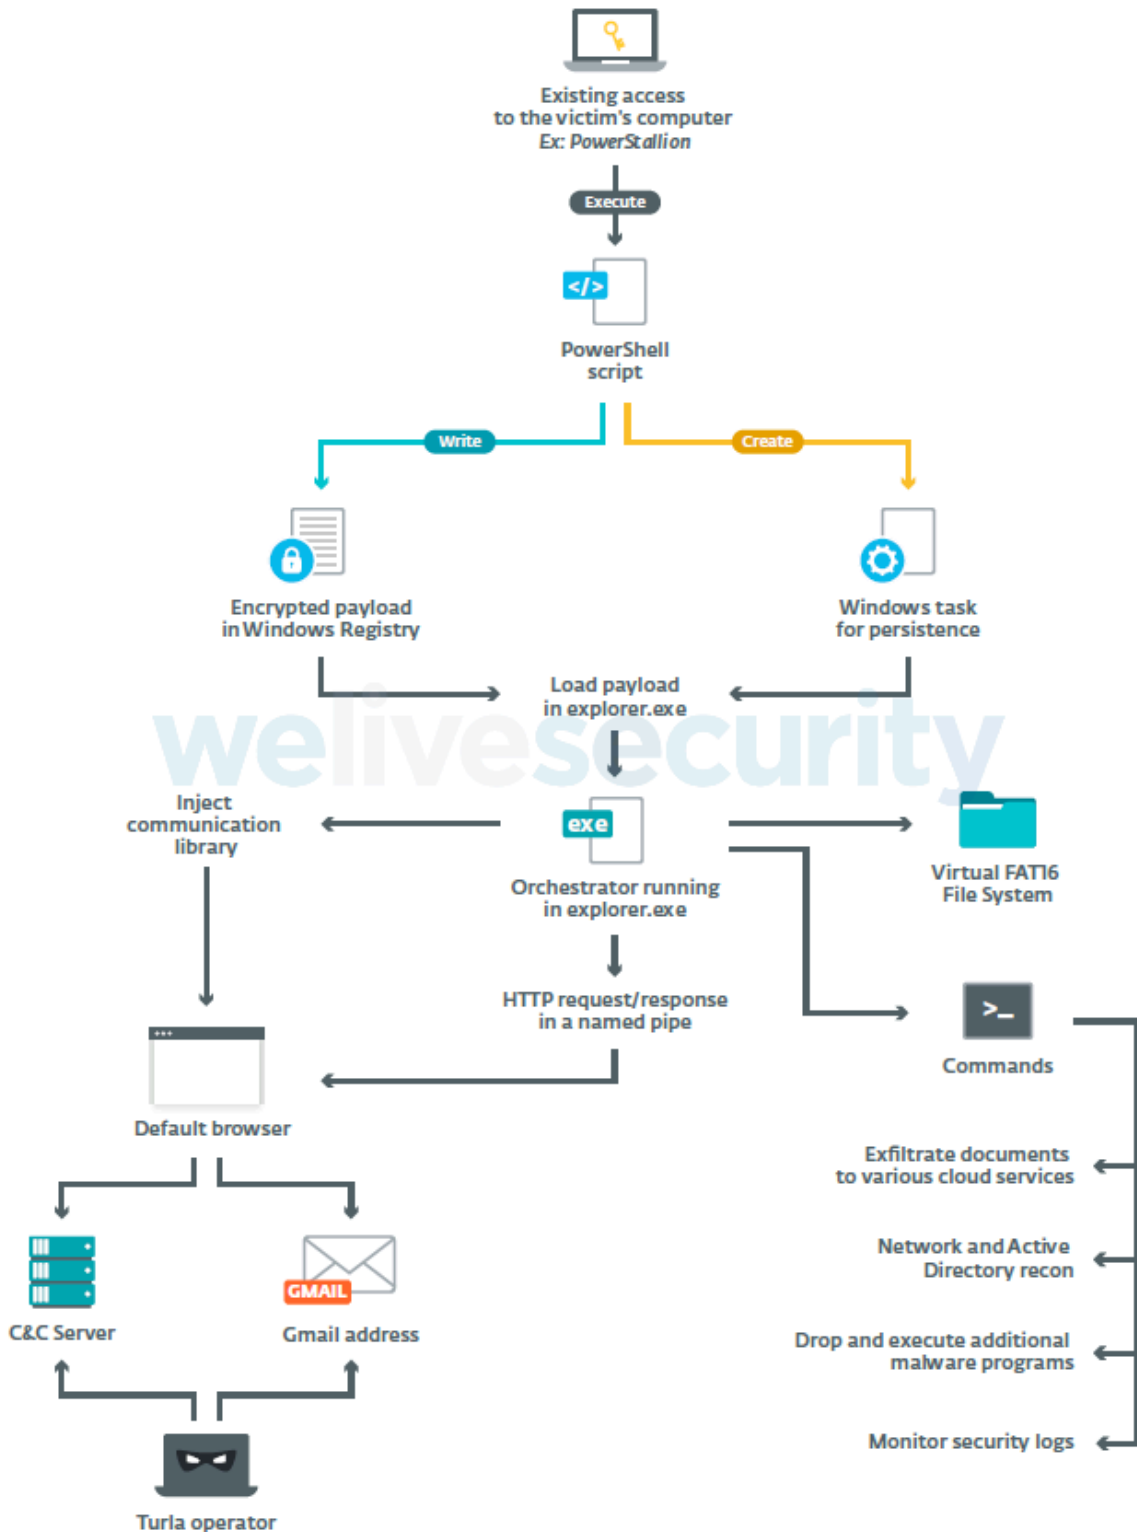 Existing access
to the victim's computer
Ex: PowerStallion
Execute
</>
PowerShell
script
Write
Create
Encrypted payload
in Windows Registry
Windows task
for persistence
Load payload
in explorer.exe
welivesecurity
Inject
communication
library
exe
Orchestrator running
in explorer.exe
Virtual FAT16
File System
HTTP request/response
in a named pipe
>_
Commands
Default browser
Exfiltrate documents
to various cloud services
Network and Active
Directory recon
GMAIL
C&C Server
Gmail address
Drop and execute additional
malware programs
Monitor security logs
Turla operator